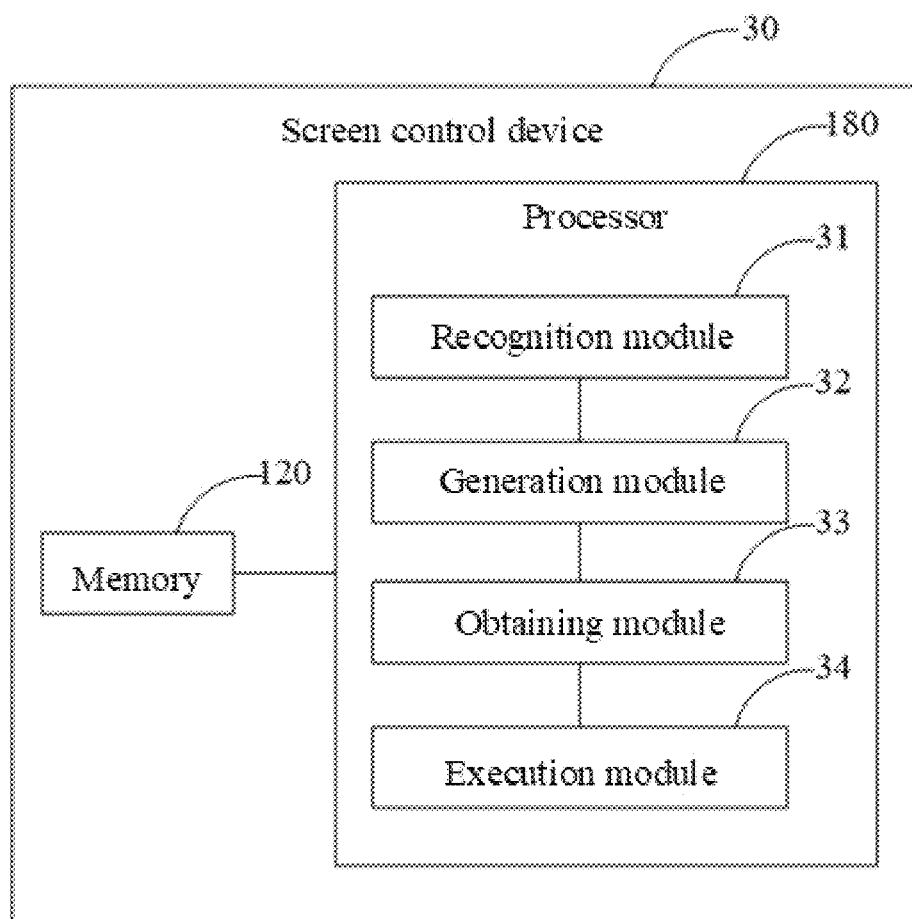 30
Screen control device
180
Processor
31
Recognition module
32
Generation module
120
33
Memory
Obtaining module
34
Execution module